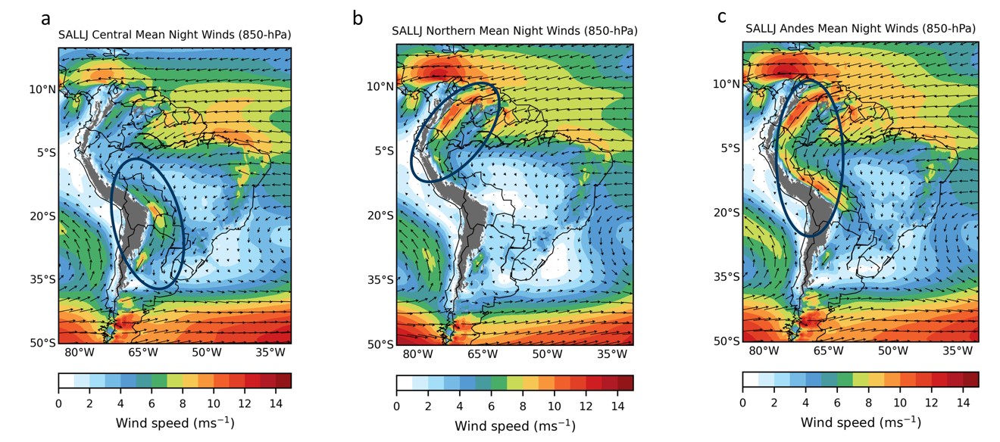 a
SALLJ Central Mean Night Winds (850-hPa)
10°N
5°S
20°S
35°S
50°S
80°W 65°W 50°W 35°W
0 2 4 6 8 10 12 14
Wind speed (ms⁻¹)
b
SALLJ Northern Mean Night Winds (850-hPa)
10°N
5°S
20°S
35°S
50°S
80°W 65°W 50°W 35°W
0 2 4 6 8 10 12 14
Wind speed (ms⁻¹)
c
SALLJ Andes Mean Night Winds (850-hPa)
10°N
5°S
20°S
35°S
50°S
80°W 65°W 50°W 35°W
0 2 4 6 8 10 12 14
Wind speed (ms⁻¹)